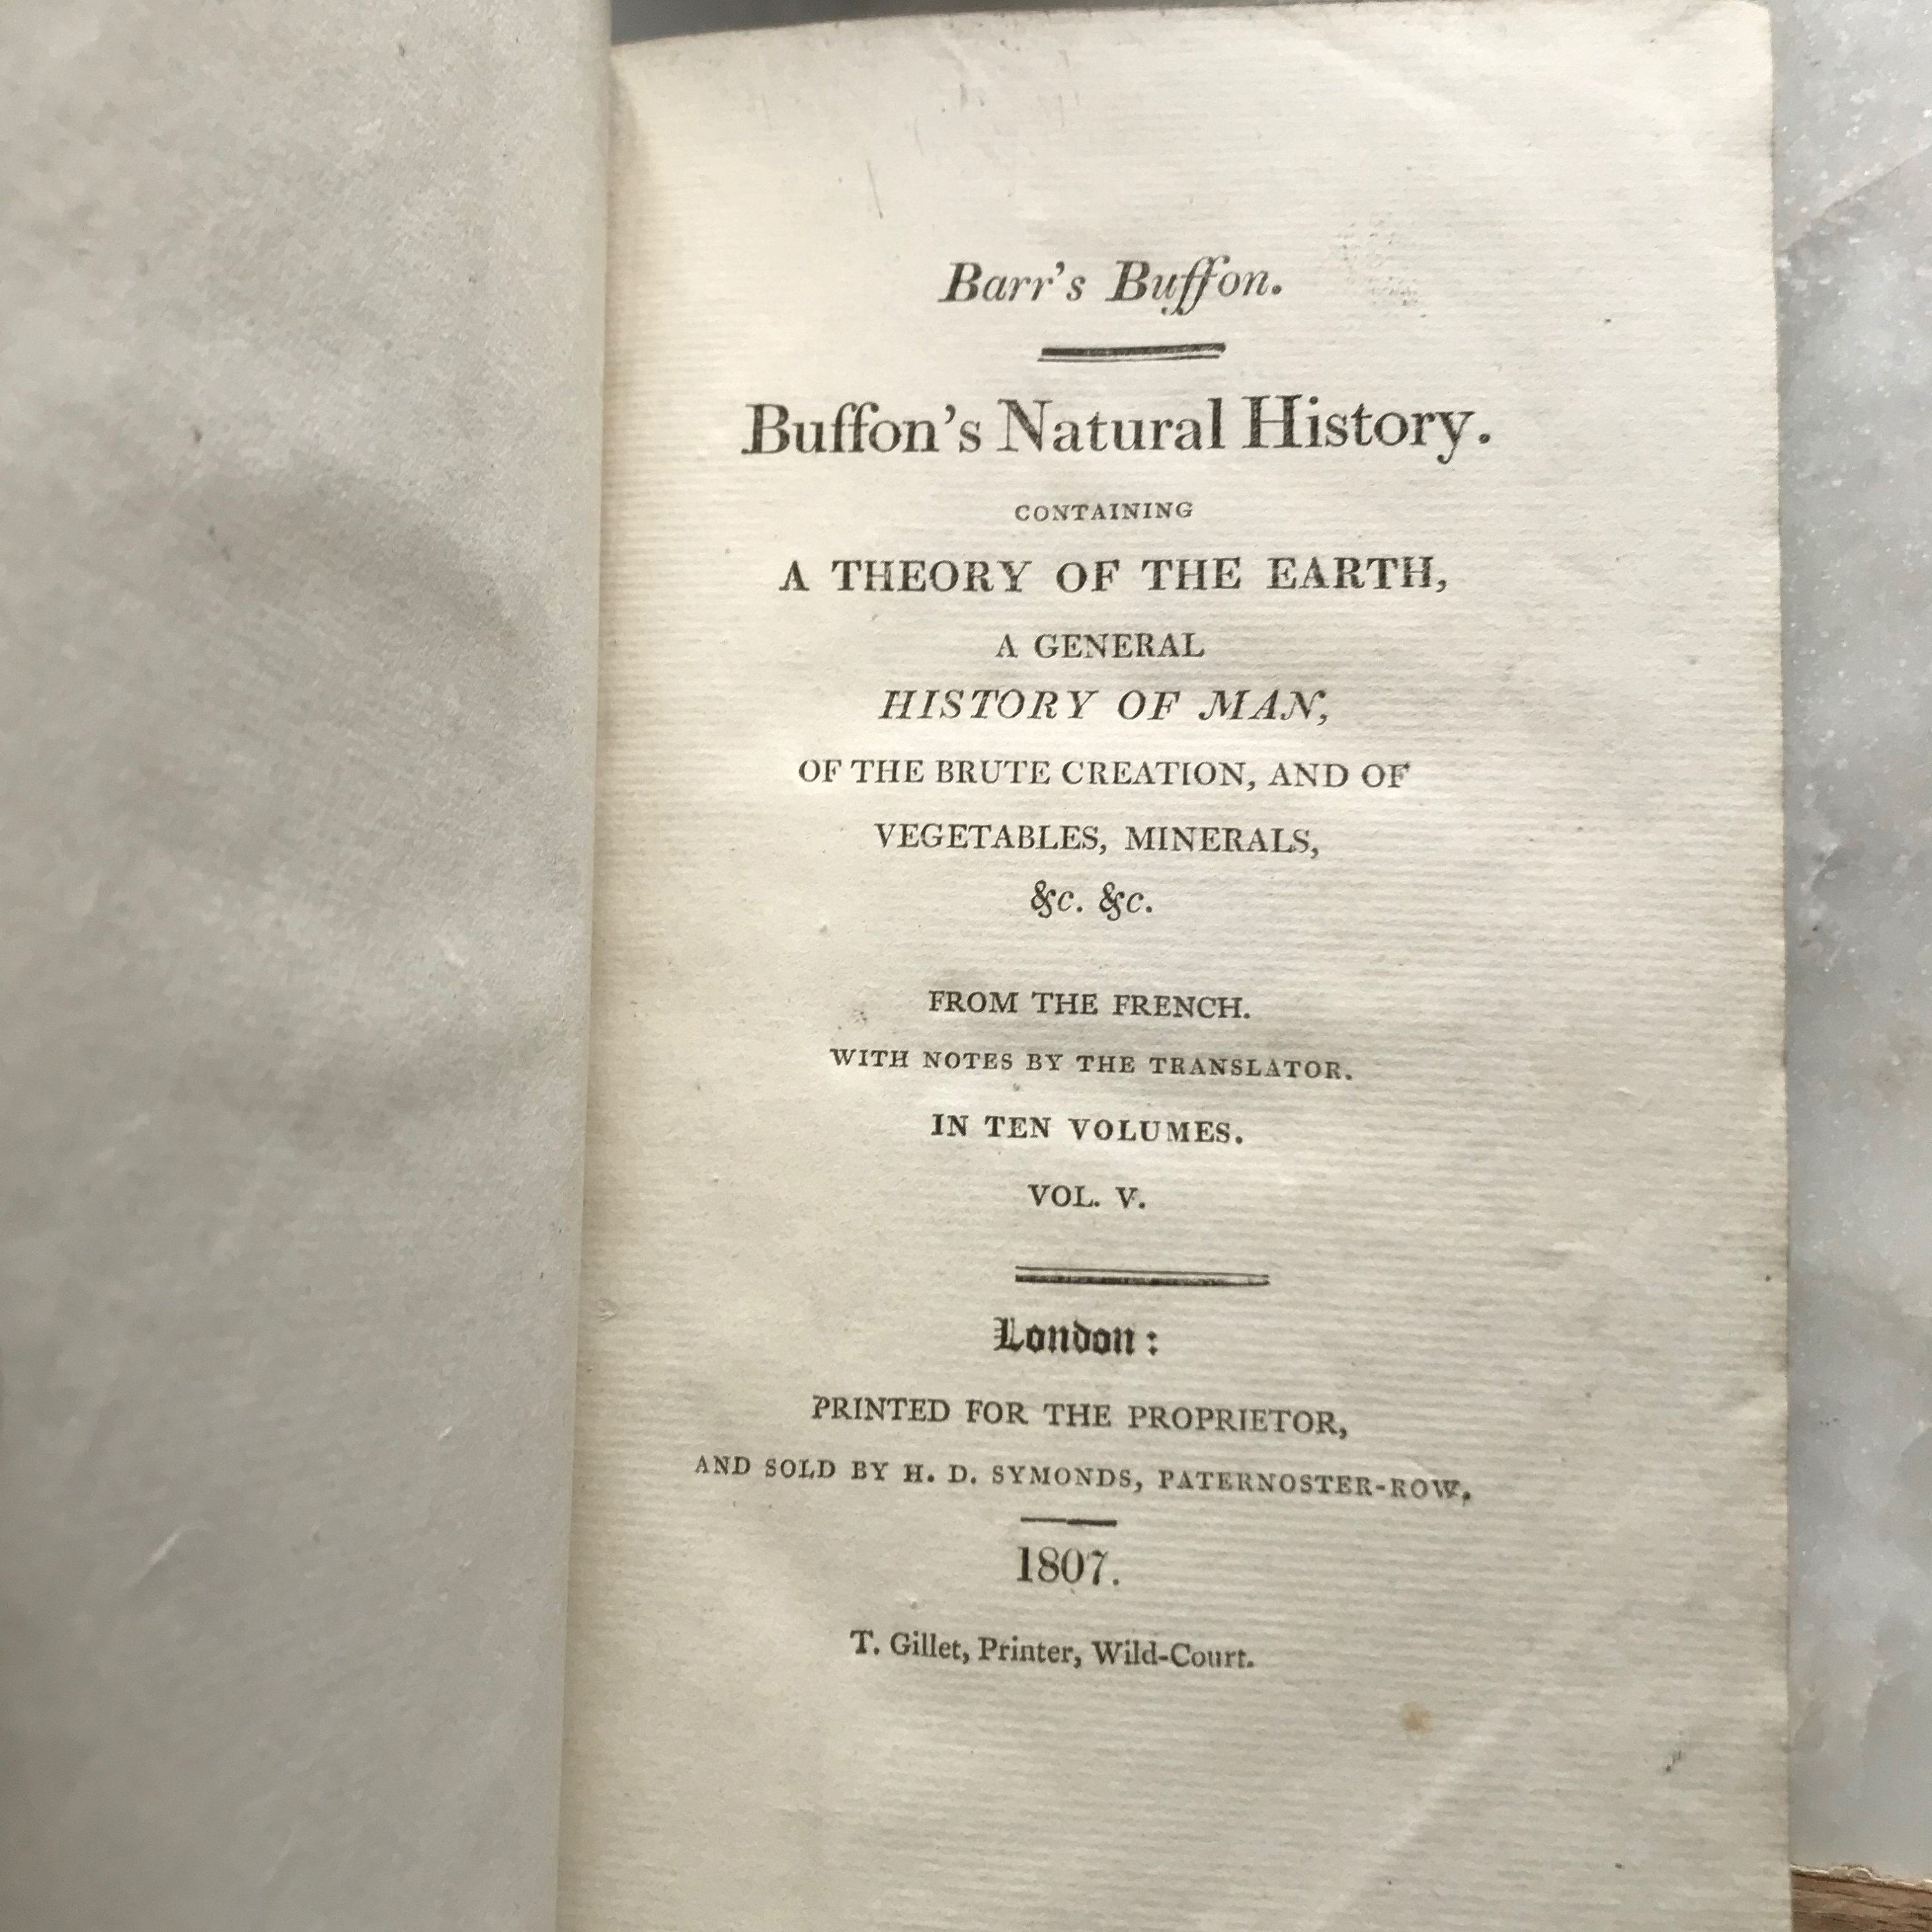 Barr's Buffon.
Buffon's Natural History.
CONTAINING
A THEORY OF THE EARTH,
A GENERAL
HISTORY OF MAN,
OF THE BRUTE CREATION, AND OF
VEGETABLES, MINERALS,
&c. &c.
FROM THE FRENCH.
WITH NOTES BY THE TRANSLATOR.
IN TEN VOLUMES.
VOL. V.
London:
PRINTED FOR THE PROPRIETOR,
AND SOLD BY H. D. SYMONDS, PATERNOSTER-ROW.
1807.
T. Gillet, Printer, Wild-Court.